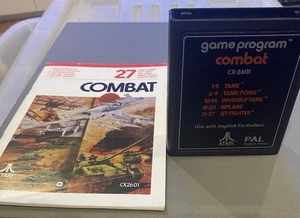 27
COMBAT
ATARI
CX2601
game program
combat
CX-2601
1-5 TANK
6-9 TANK-PONG
10-14 INVISIBLE TANK
15-20 BIPLANE
21-27 JET-FIGHTER
Use with Joystick Controllers
ATARI
PAL